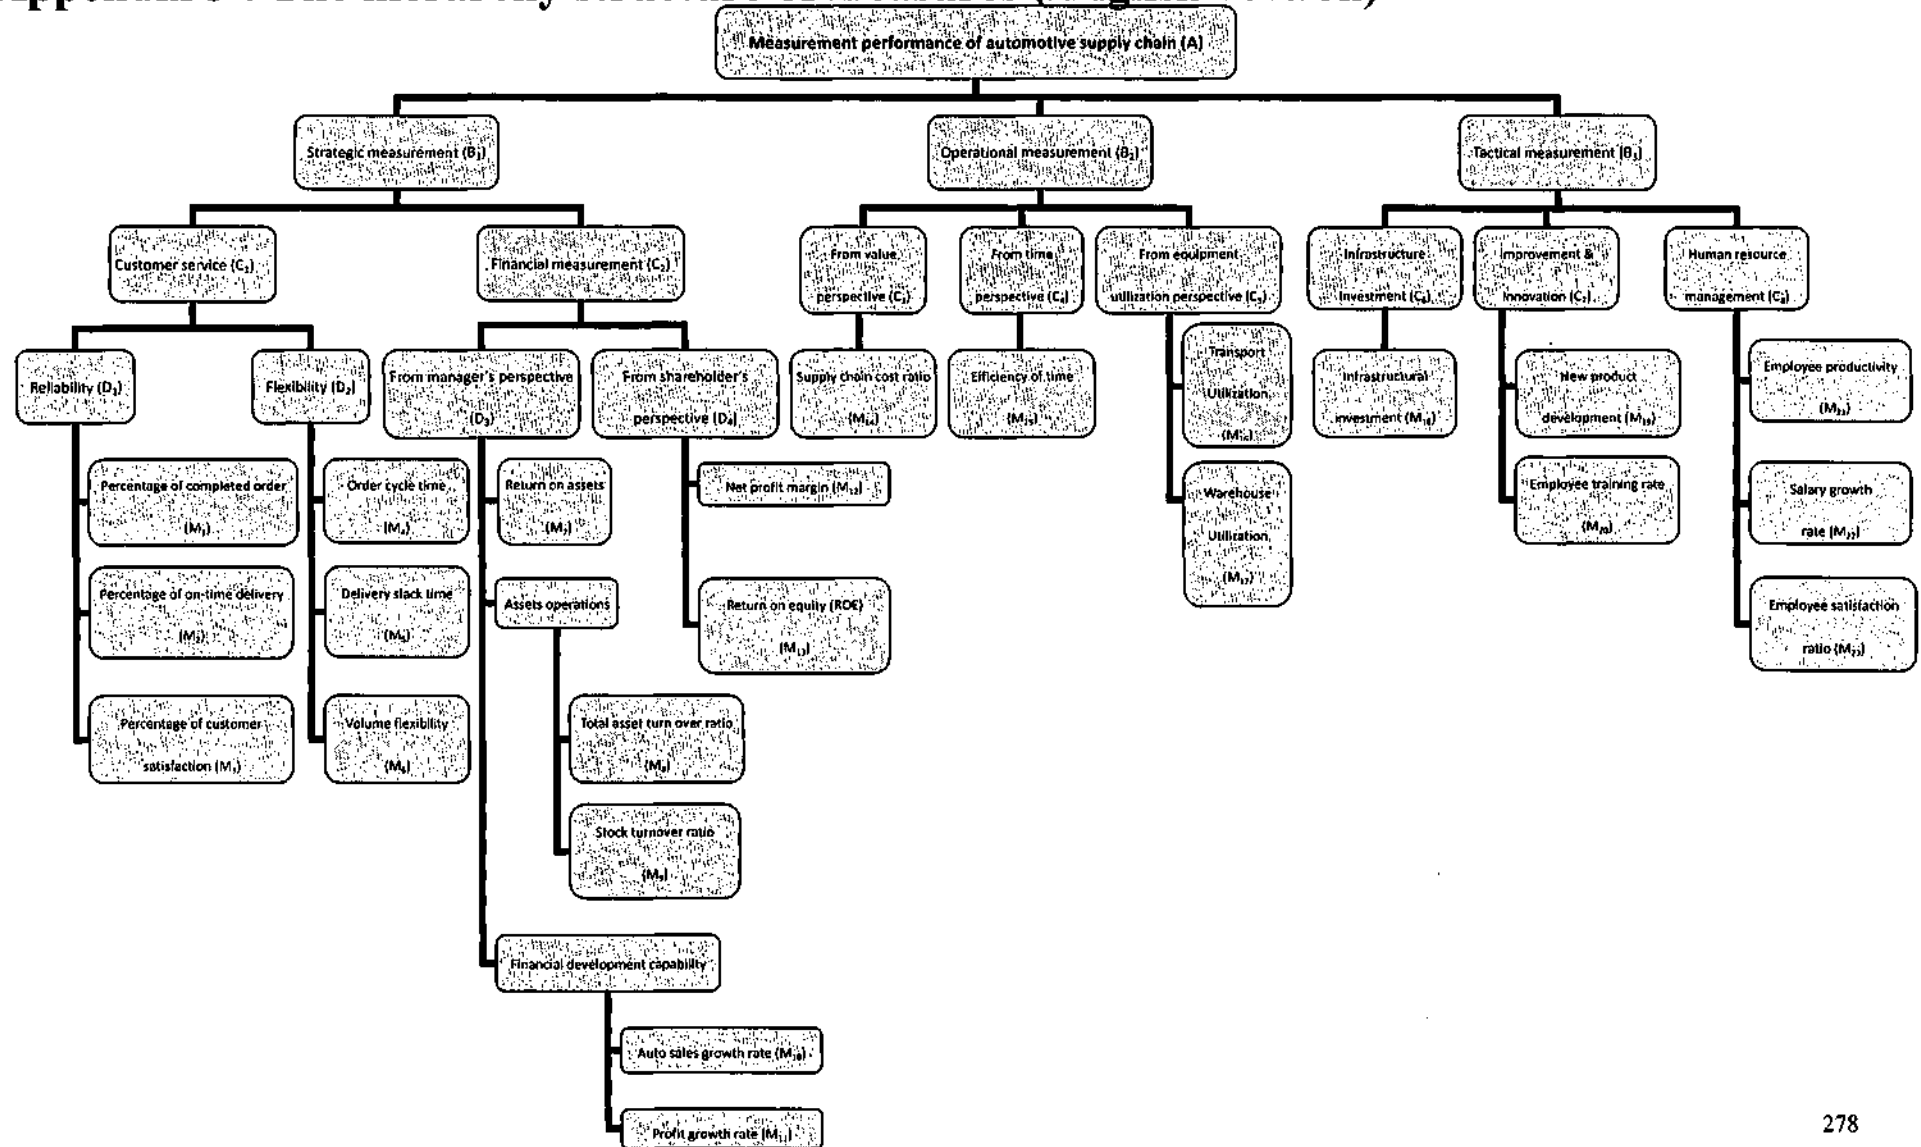 Measurement performance of automotive supply chain (A)
Strategic measurement (B₁)
Operational measurement (B₂)
Tactical measurement (B₃)
Customer service (C₁)
Financial measurement (C₂)
From value
perspective (C₃)
From time
perspective (C₄)
From equipment
utilization perspective (C₅)
Infrastructure
Investment (C₆)
Improvement &
Innovation (C₇)
Human resource
management (C₈)
Reliability (D₁)
Flexibility (D₂)
From manager's perspective
(D₃)
From shareholder's
perspective (D₄)
Supply chain cost ratio
(M₁₄)
Efficiency of time
(M₁₅)
Transport
Utilization
(M₁₆)
Warehouse
Utilization
(M₁₇)
Infrastructural
investment (M₁₈)
New product
development (M₁₉)
Employee training rate
(M₂₀)
Employee productivity
(M₂₁)
Salary growth
rate (M₂₂)
Employee satisfaction
ratio (M₂₃)
Percentage of completed order
(M₁)
Percentage of on-time delivery
(M₂)
Percentage of customer
satisfaction (M₃)
Order cycle time
(M₄)
Delivery slack time
(M₅)
Volume flexibility
(M₆)
Return on assets
(M₇)
Assets operations
Total asset turn over ratio
(M₈)
Stock turnover ratio
(M₉)
Financial development capability
Auto sales growth rate (M₁₀)
Profit growth rate (M₁₁)
Net profit margin (M₁₂)
Return on equity (ROE)
(M₁₃)
278